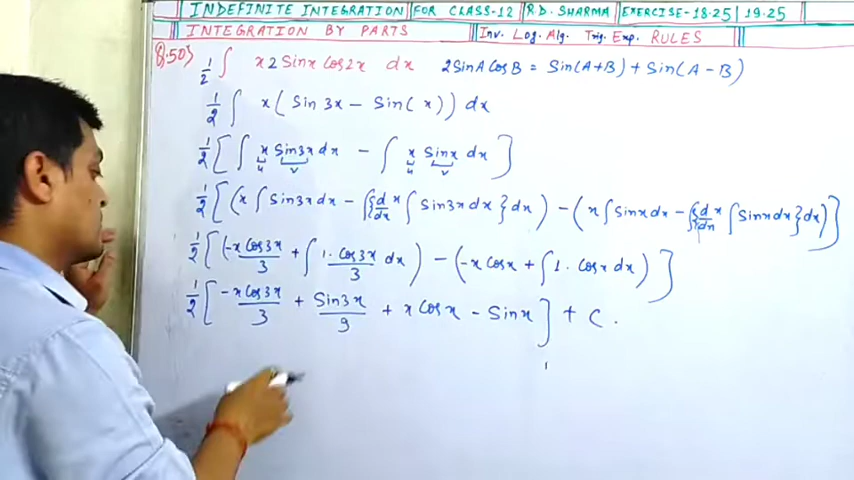 INDEFINITE INTEGRATION FOR CLASS-12 R.D. SHARMA EXERCISE-18.25 | 19.25
INTEGRATION BY PARTS Inv. Log. Alg. Trig. Exp. RULES
Q.50) 1/2 ∫ x 2 Sinx Cos2x dx 2SinA CosB = Sin(A+B) + Sin(A-B)
1/2 ∫ x( Sin 3x - Sin( x)) dx
1/2 [ ∫ x Sin3x dx - ∫ x Sinx dx ]
u v u v
1/2 [ (x ∫ Sin3x dx - ∫{ d/dx x ∫ Sin3x dx } dx ) - ( x ∫ Sinx dx - ∫{ d/dx x ∫ Sinx dx } dx ) ]
1/2 [ ( -x Cos3x/3 + ∫ 1. Cos3x/3 dx ) - ( -x Cosx + ∫ 1. Cosx dx ) ]
1/2 [ -x Cos3x/3 + Sin3x/9 + x Cosx - Sinx ] + C.